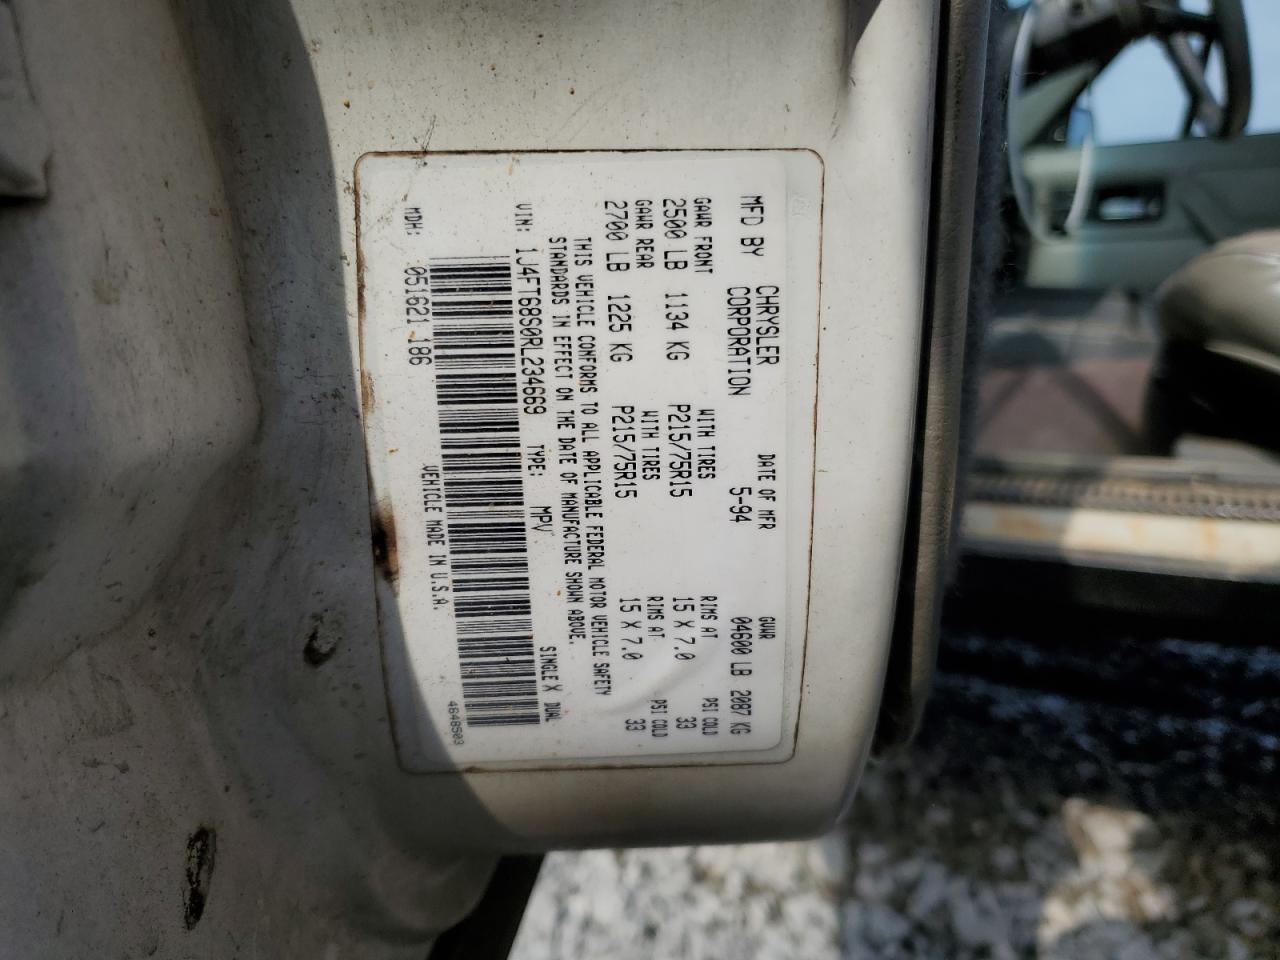 MFD BY CHRYSLER CORPORATION DATE OF MFR 5-94 GVWR 04600 LB 2087 KG
GAWR FRONT WITH TIRES RIMS AT PSI COLD
2500 LB 1134 KG P215/75R15 15 X 7.0 33
GAWR REAR WITH TIRES RIMS AT PSI COLD
2700 LB 1225 KG P215/75R15 15 X 7.0 33
THIS VEHICLE CONFORMS TO ALL APPLICABLE FEDERAL MOTOR VEHICLE SAFETY
STANDARDS IN EFFECT ON THE DATE OF MANUFACTURE SHOWN ABOVE.
VIN: 1J4FT68S0RL234669 TYPE: MPV SINGLE X DUAL
MDH: 051621 186 VEHICLE MADE IN U.S.A. 4648503